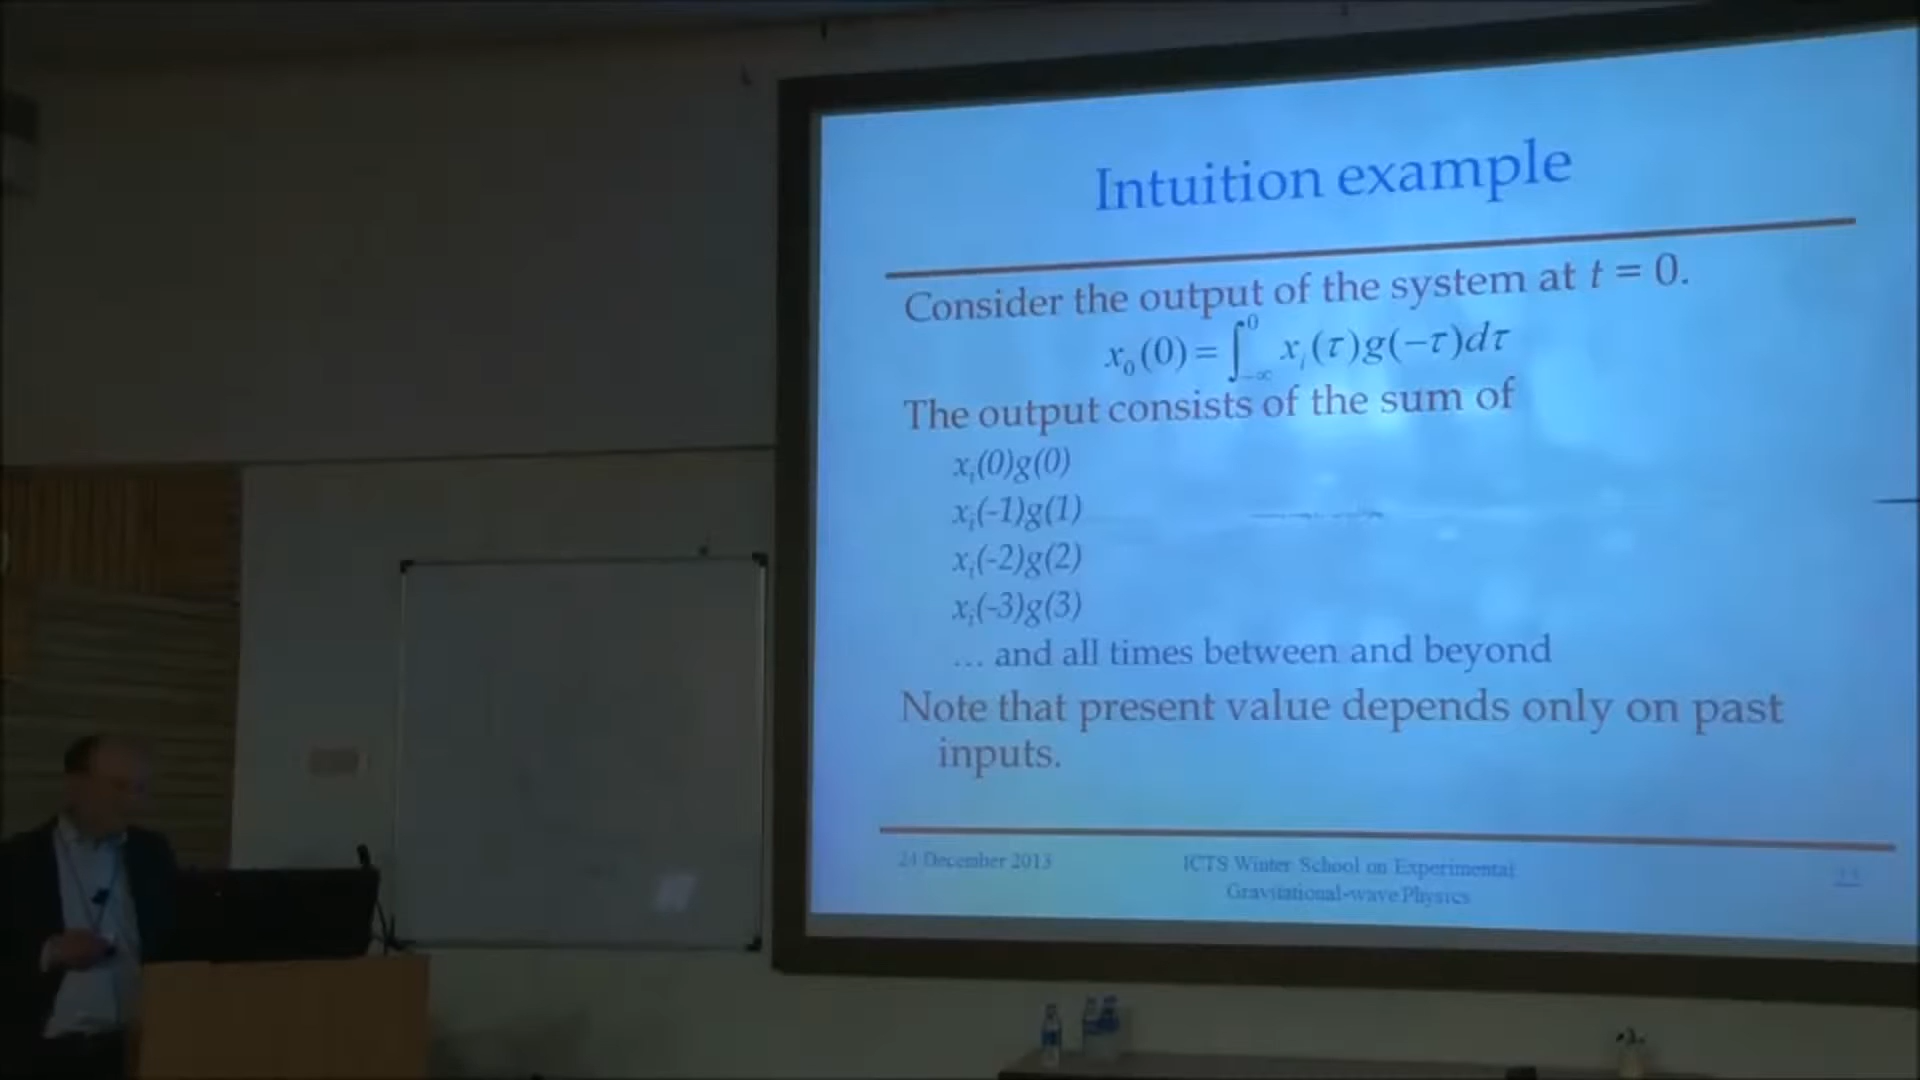 Intuition example
Consider the output of the system at t = 0.
x₀(0) = ∫_{-∞}^{0} xᵢ(τ)g(−τ)dτ
The output consists of the sum of
xᵢ(0)g(0)
xᵢ(-1)g(1)
xᵢ(-2)g(2)
xᵢ(-3)g(3)
… and all times between and beyond
Note that present value depends only on past
inputs.
24 December 2013
ICTS Winter School on Experimental
Gravitational-wave Physics